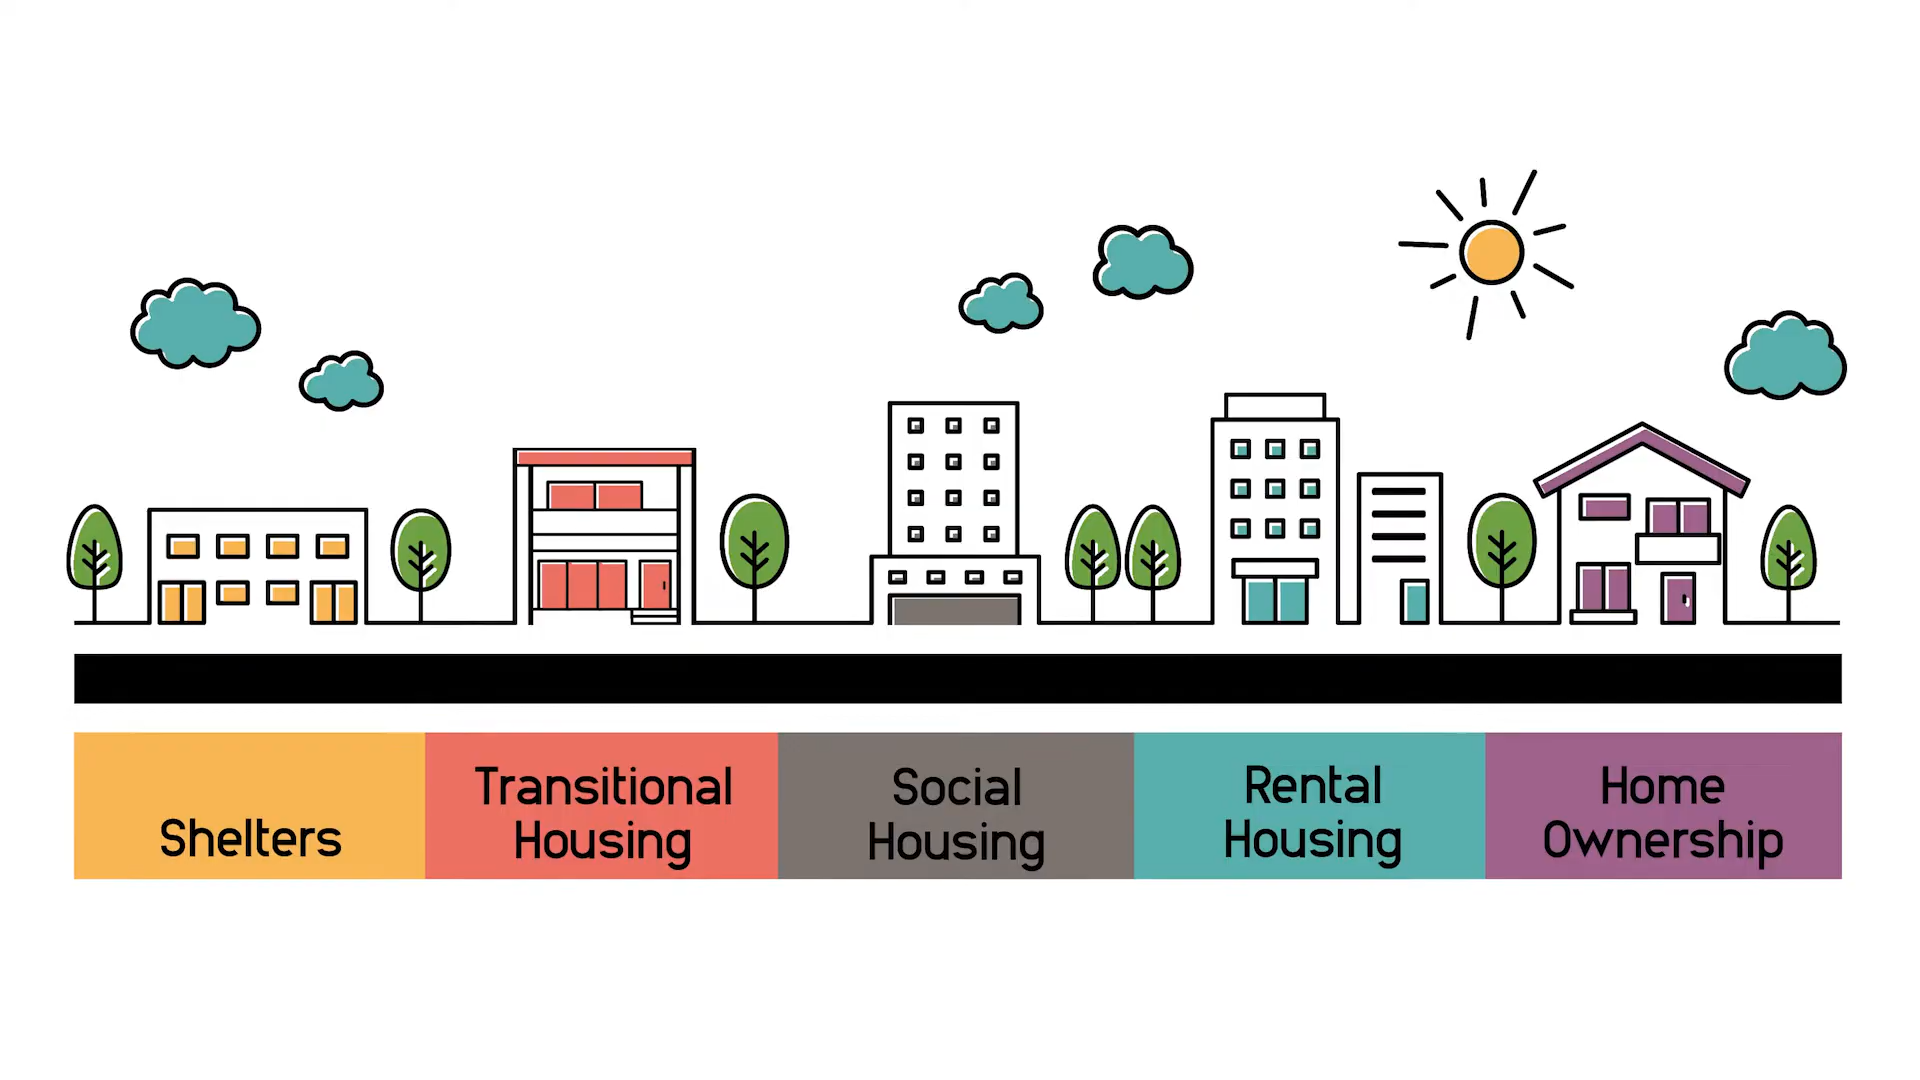 Shelters
Transitional
Housing
Social
Housing
Rental
Housing
Home
Ownership